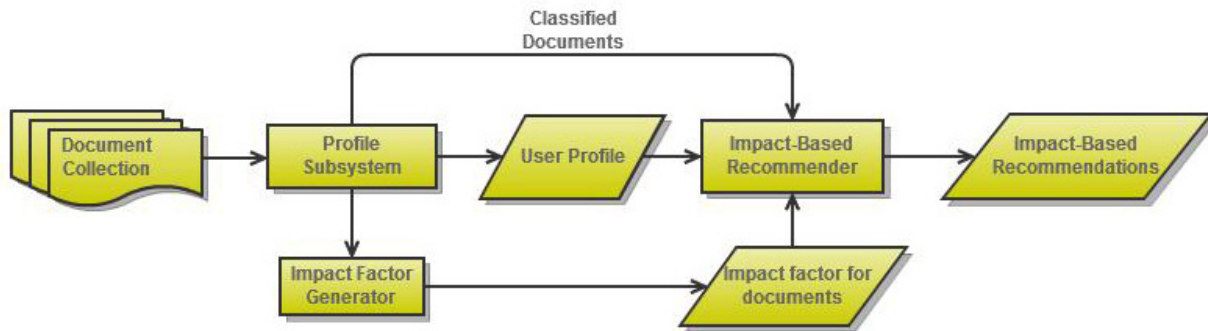 Classified
Documents
Document
Collection
Profile
Subsystem
User Profile
Impact-Based
Recommender
Impact-Based
Recommendations
Impact Factor
Generator
Impact factor for
documents